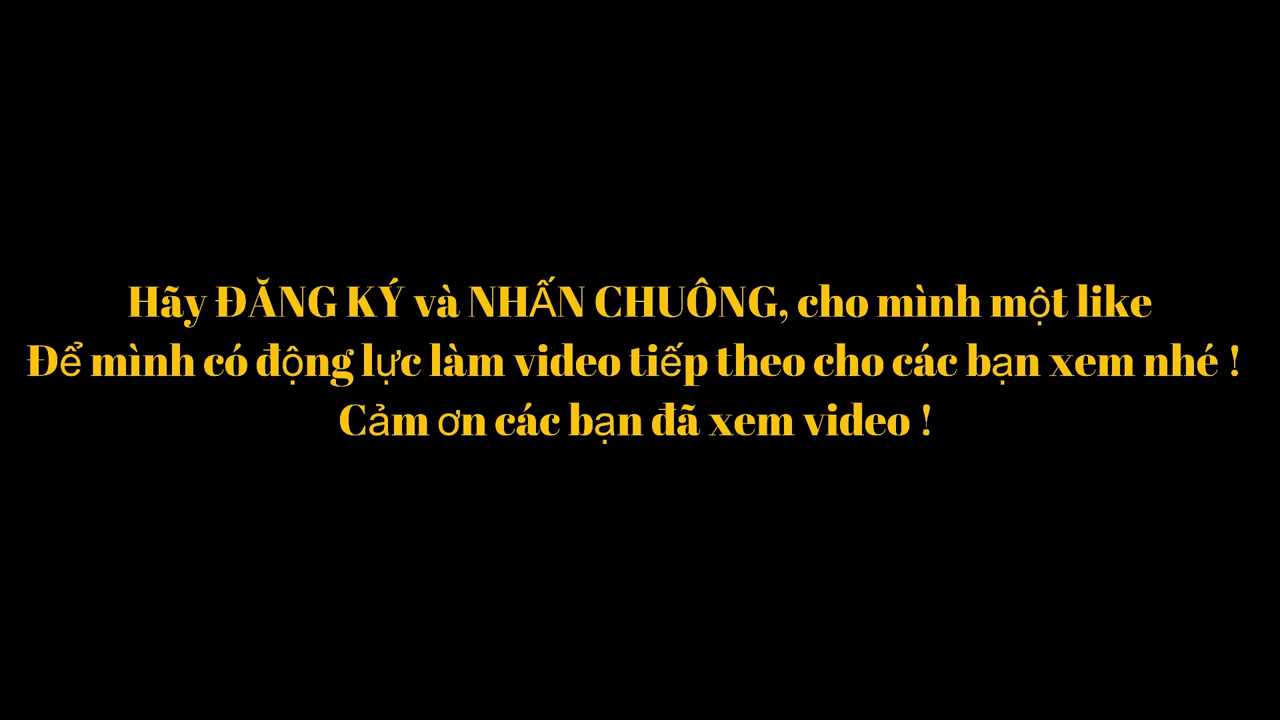 Hãy ĐĂNG KÝ và NHẤN CHUÔNG, cho mình một like
Để mình có động lực làm video tiếp theo cho các bạn xem nhé !
Cảm ơn các bạn đã xem video !